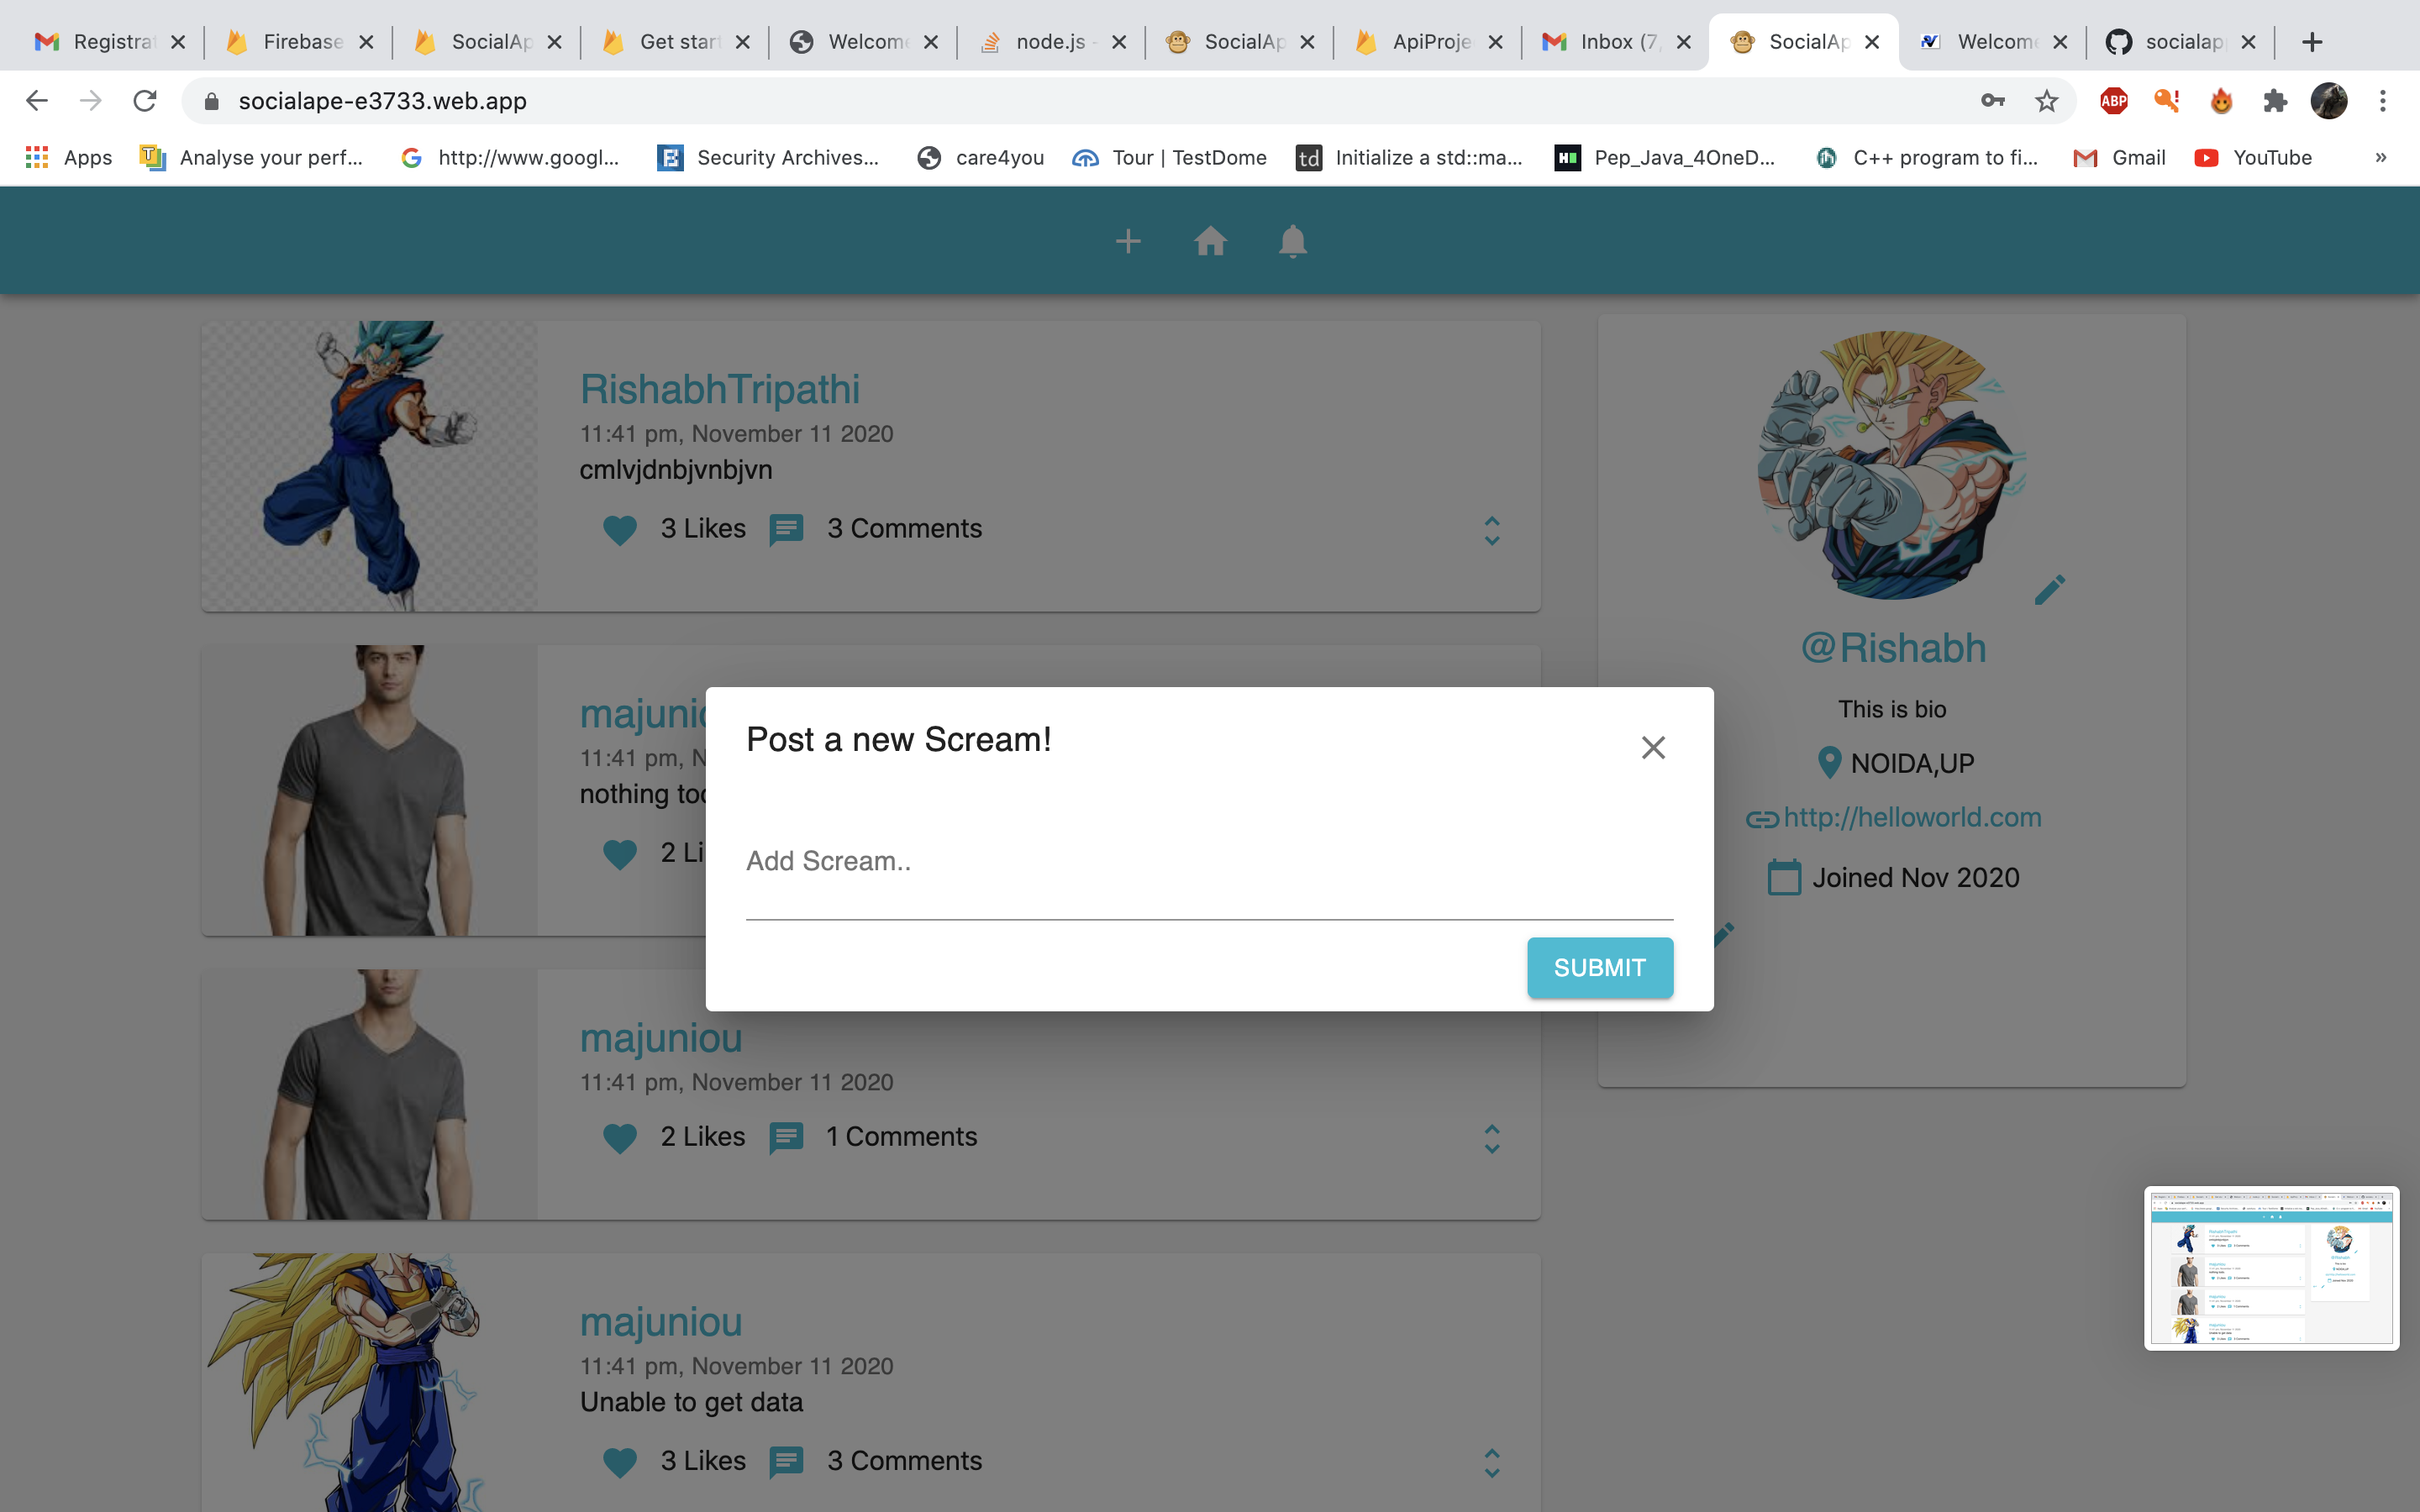 Registra
Firebase
SocialAp
Get star
Welcome
node.js -
SocialAp
ApiProje
Inbox (7,
SocialAp
Welcome
socialap
socialape-e3733.web.app
ABP
Apps
Analyse your perf...
http://www.googl...
Security Archives...
care4you
Tour | TestDome
td
Initialize a std::ma...
Pep_Java_4OneD...
C++ program to fi...
Gmail
YouTube
»
RishabhTripathi
11:41 pm, November 11 2020
cmlvjdnbjvnbjvn
3 Likes
3 Comments
@Rishabh
This is bio
NOIDA,UP
http://helloworld.com
Joined Nov 2020
majunio
11:41 pm, N
nothing too
2 Li
Post a new Scream!
Add Scream..
SUBMIT
majuniou
11:41 pm, November 11 2020
2 Likes
1 Comments
majuniou
11:41 pm, November 11 2020
Unable to get data
3 Likes
3 Comments